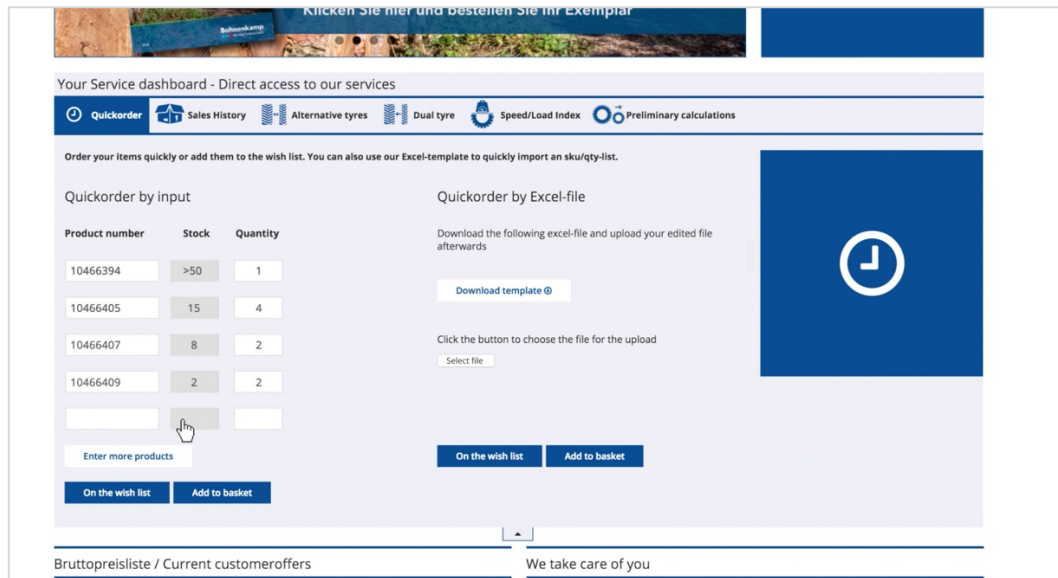 Klicken Sie hier und bestellen Sie Ihr Exemplar
Bohnenkamp
Your Service dashboard - Direct access to our services
Quickorder
Sales History
Alternative tyres
Dual tyre
Speed/Load Index
Preliminary calculations
Order your items quickly or add them to the wish list. You can also use our Excel-template to quickly import an sku/qty-list.
Quickorder by input
Product number Stock Quantity
10466394 >50 1
10466405 15 4
10466407 8 2
10466409 2 2
Enter more products
On the wish list Add to basket
Quickorder by Excel-file
Download the following excel-file and upload your edited file
afterwards
Download template
Click the button to choose the file for the upload
Select file
On the wish list Add to basket
Bruttopreisliste / Current customeroffers
We take care of you